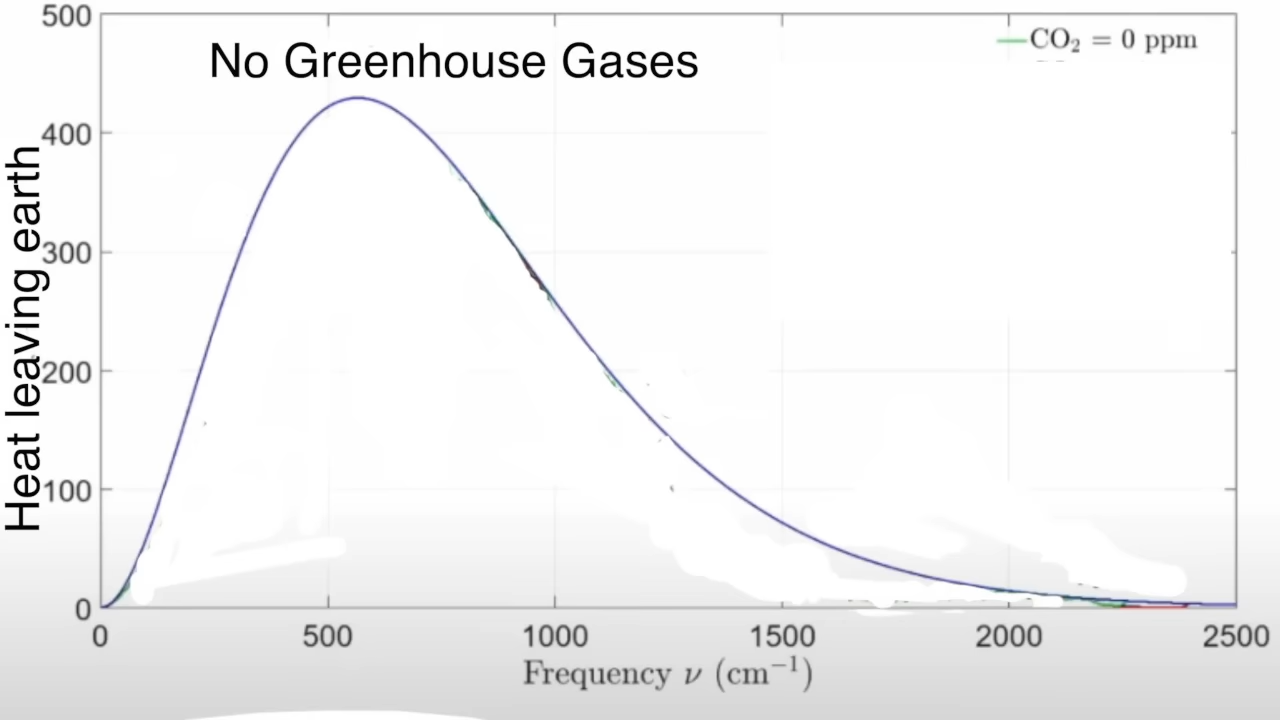 No Greenhouse Gases
CO₂ = 0 ppm
Heat leaving earth
500
400
300
200
100
0
0 500 1000 1500 2000 2500
Frequency ν (cm⁻¹)